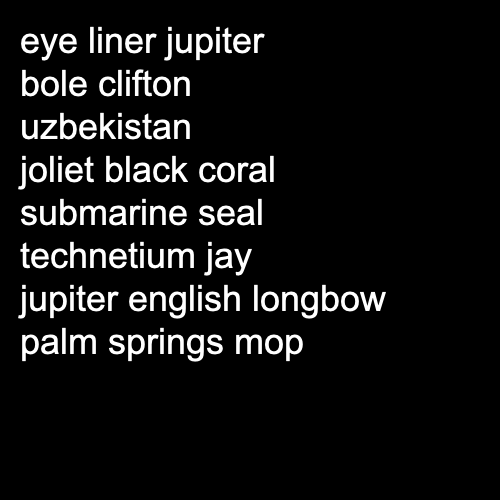 eye liner jupiter
bole clifton
uzbekistan
joliet black coral
submarine seal
technetium jay
jupiter english longbow
palm springs mop